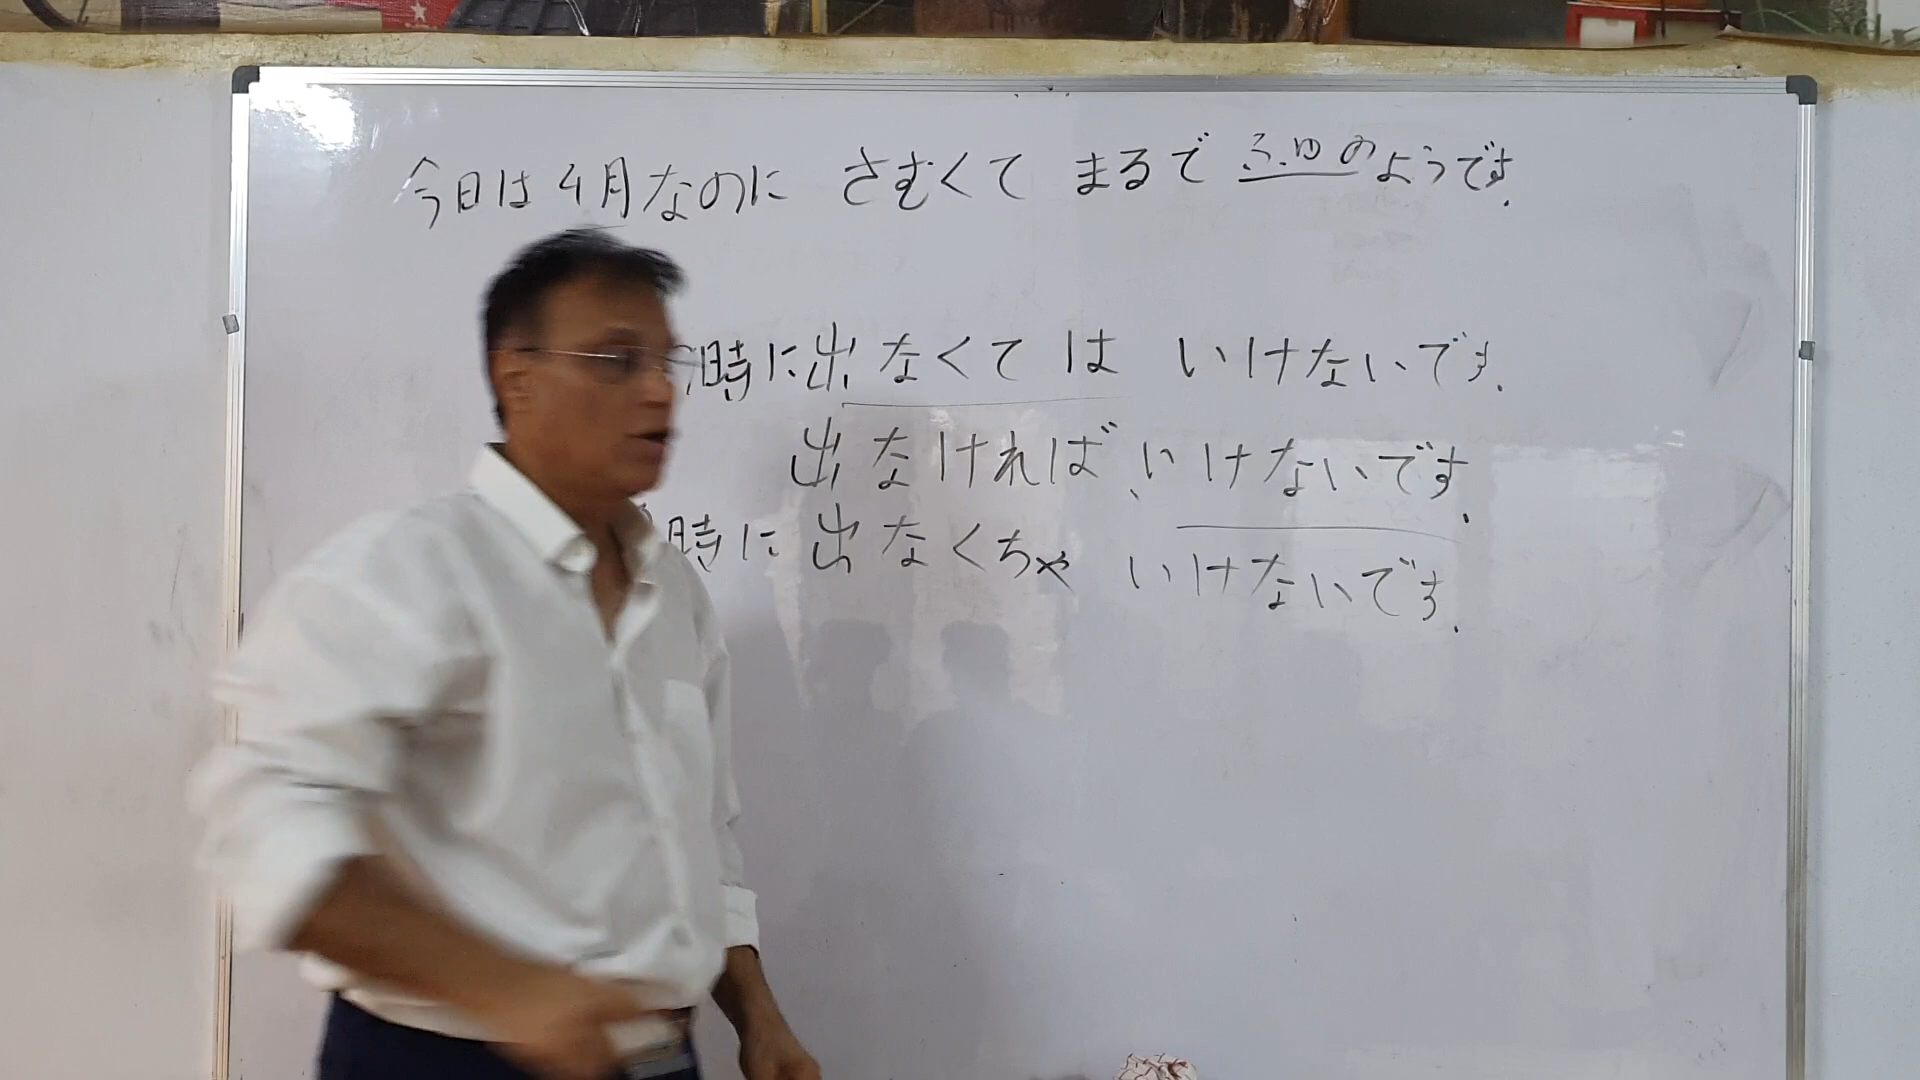 今日は4月なのに さむくて まるで ふゆのようです.
時に出なくては いけないです.
出なければ、いけないです.
時に出なくちゃ いけないです.